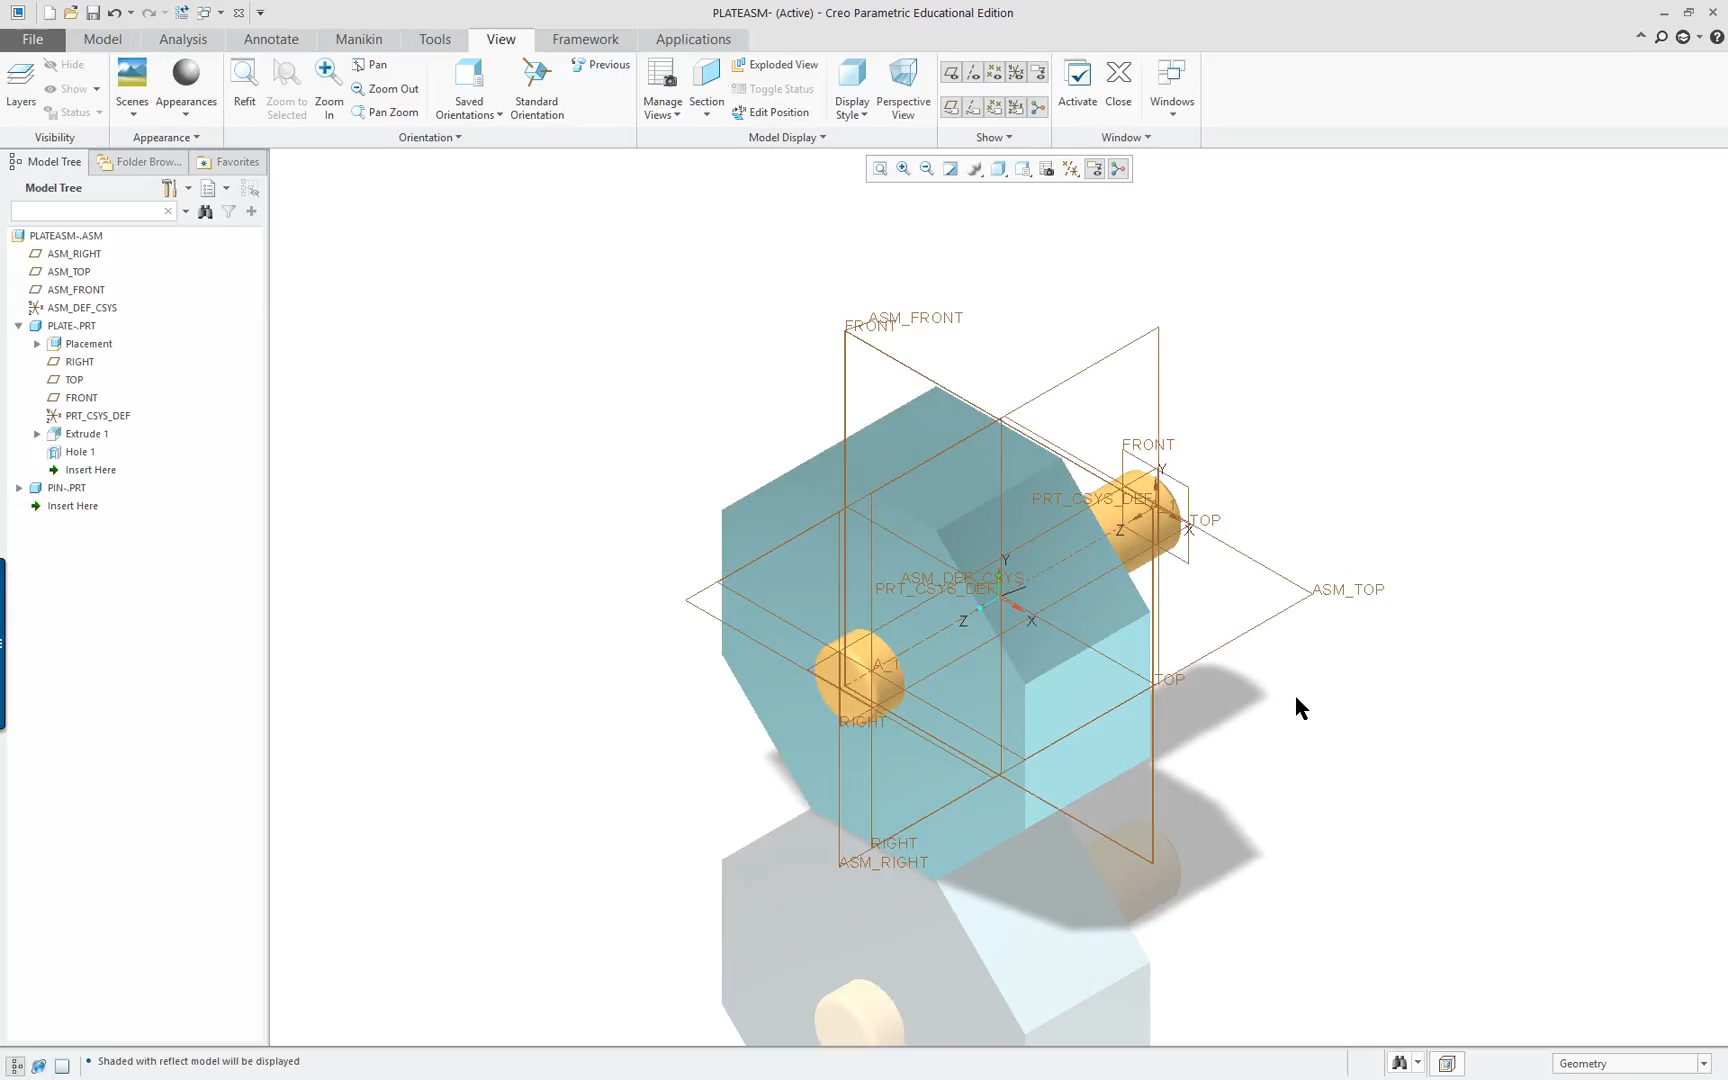 PLATEASM- (Active) - Creo Parametric Educational Edition
File Model Analysis Annotate Manikin Tools View Framework Applications
Hide
Show
Status
Layers
Visibility
Scenes
Appearances
Appearance
Refit
Zoom to Selected
Zoom In
Pan
Zoom Out
Pan Zoom
Saved Orientations
Standard Orientation
Previous
Orientation
Manage Views
Section
Exploded View
Toggle Status
Edit Position
Display Style
Perspective View
Model Display
Show
Activate
Close
Windows
Window
Model Tree
Folder Brow...
Favorites
Model Tree
PLATEASM-.ASM
ASM_RIGHT
ASM_TOP
ASM_FRONT
ASM_DEF_CSYS
PLATE-.PRT
Placement
RIGHT
TOP
FRONT
PRT_CSYS_DEF
Extrude 1
Hole 1
Insert Here
PIN-.PRT
Insert Here
ASM_FRONT
FRONT
FRONT
Y
PRT_CSYS_DEF
TOP
Z
X
Y
ASM_DEF_CSYS
PRT_CSYS_DEF
ASM_TOP
Z
X
A_1
TOP
RIGHT
RIGHT
ASM_RIGHT
Shaded with reflect model will be displayed
Geometry